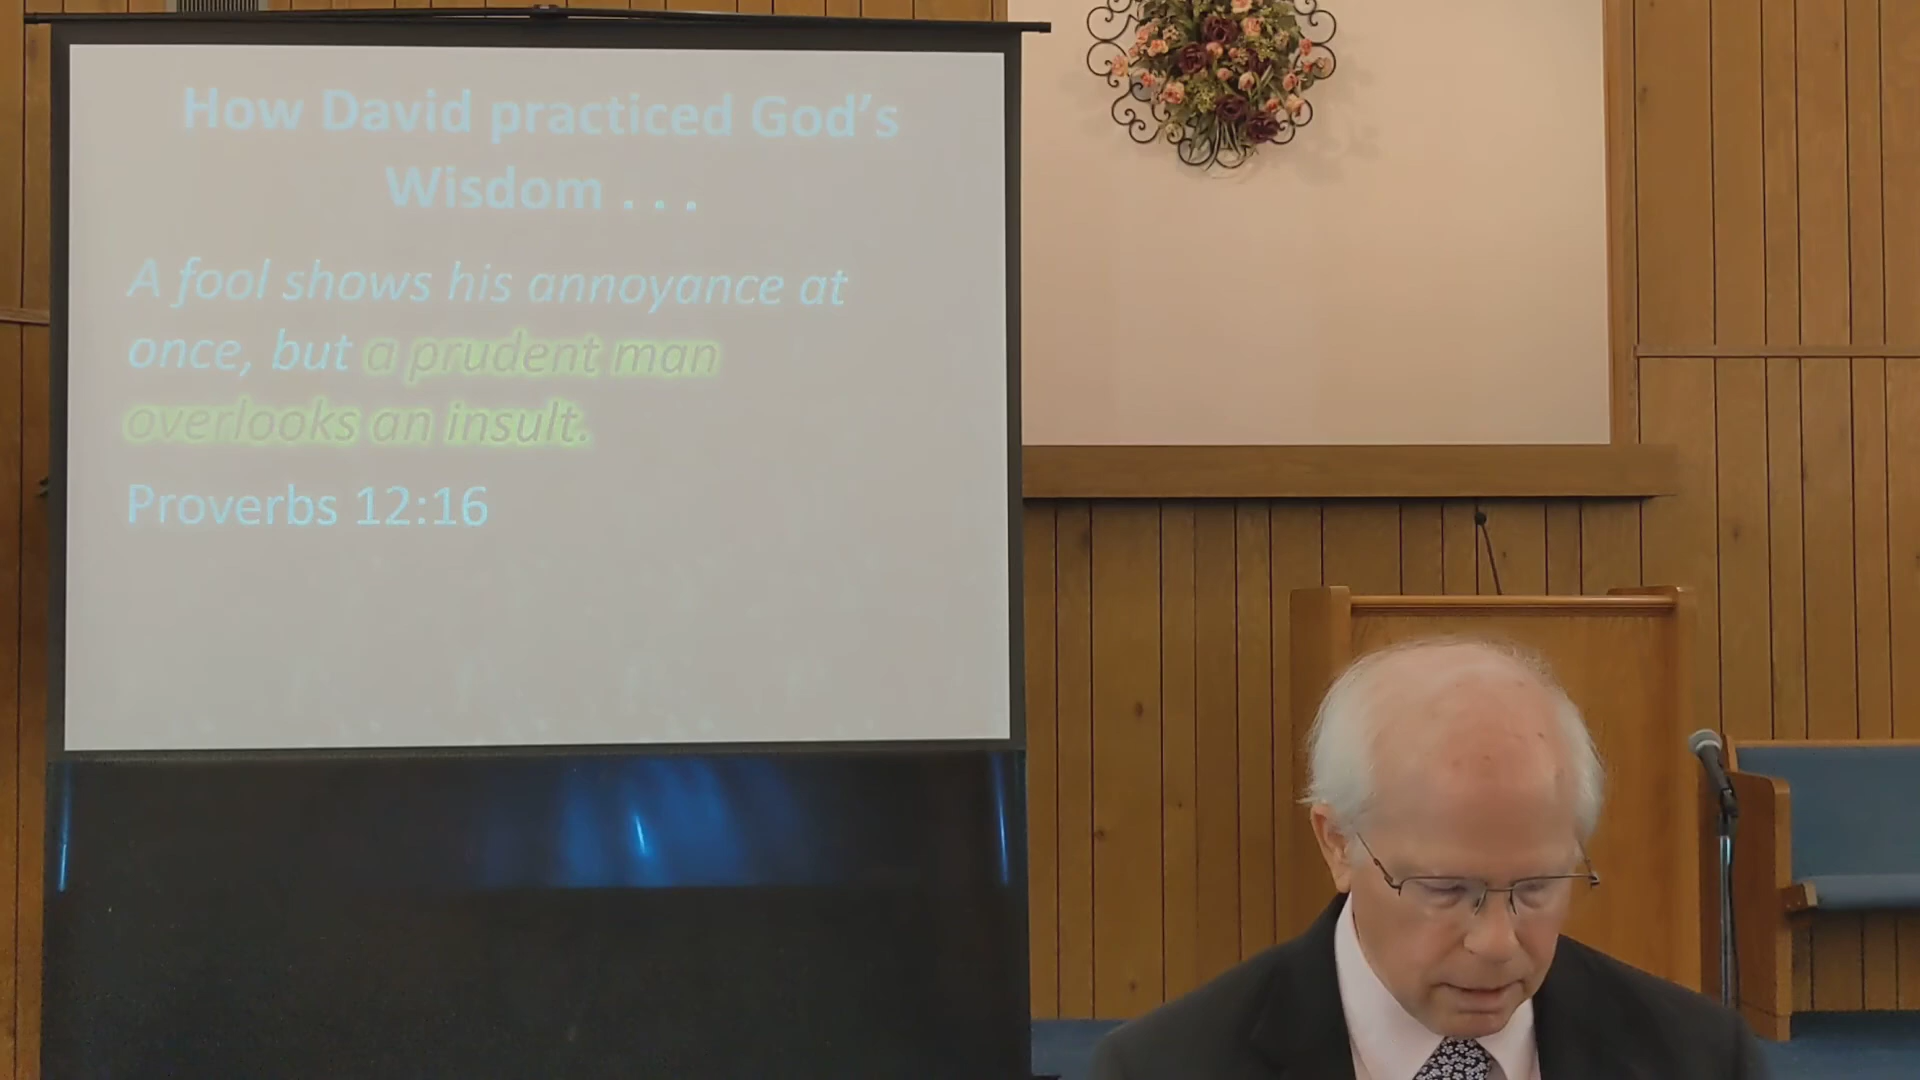 How David practiced God's
Wisdom . . .
A fool shows his annoyance at
once, but a prudent man
overlooks an insult.
Proverbs 12:16